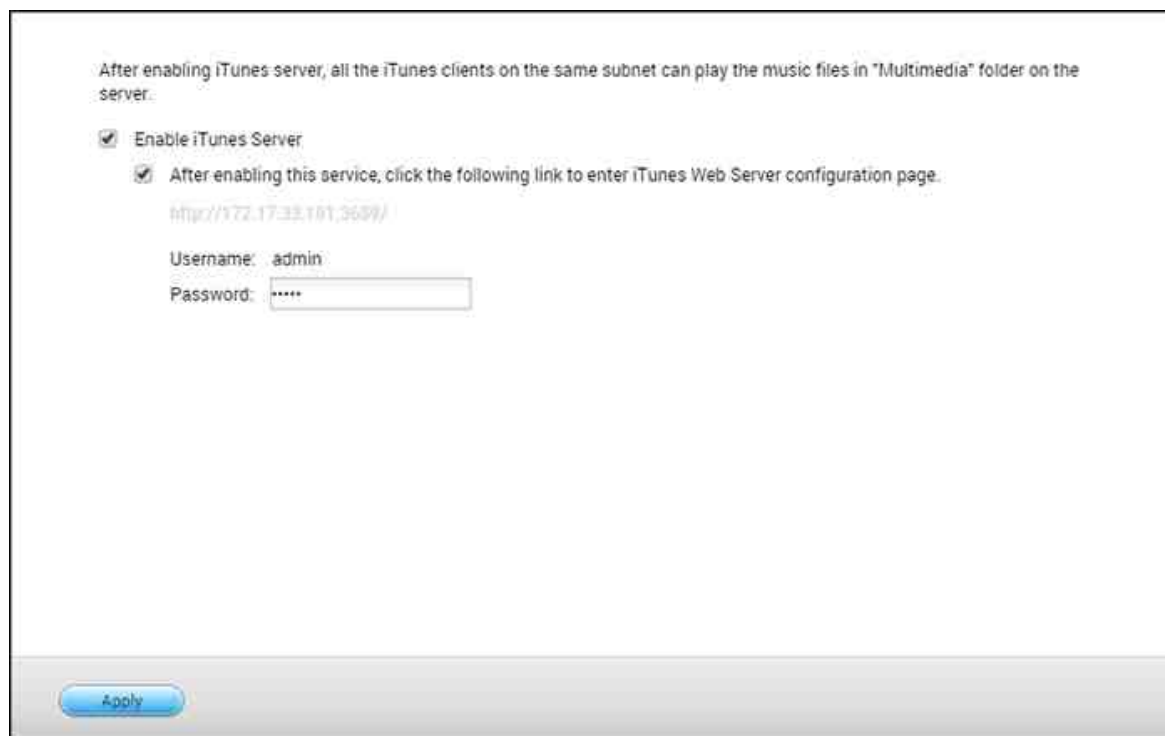 After enabling iTunes server, all the iTunes clients on the same subnet can play the music files in "Multimedia" folder on the
server.
Enable iTunes Server
After enabling this service, click the following link to enter iTunes Web Server configuration page.
Username: admin
Password: •••••
Apply